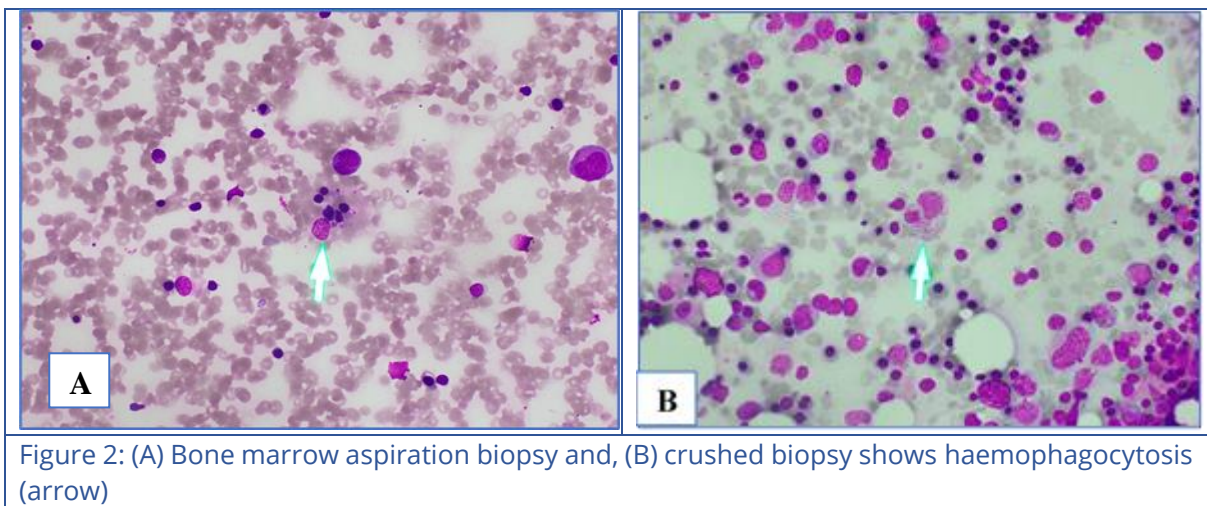 A
B
Figure 2: (A) Bone marrow aspiration biopsy and, (B) crushed biopsy shows haemophagocytosis
(arrow)